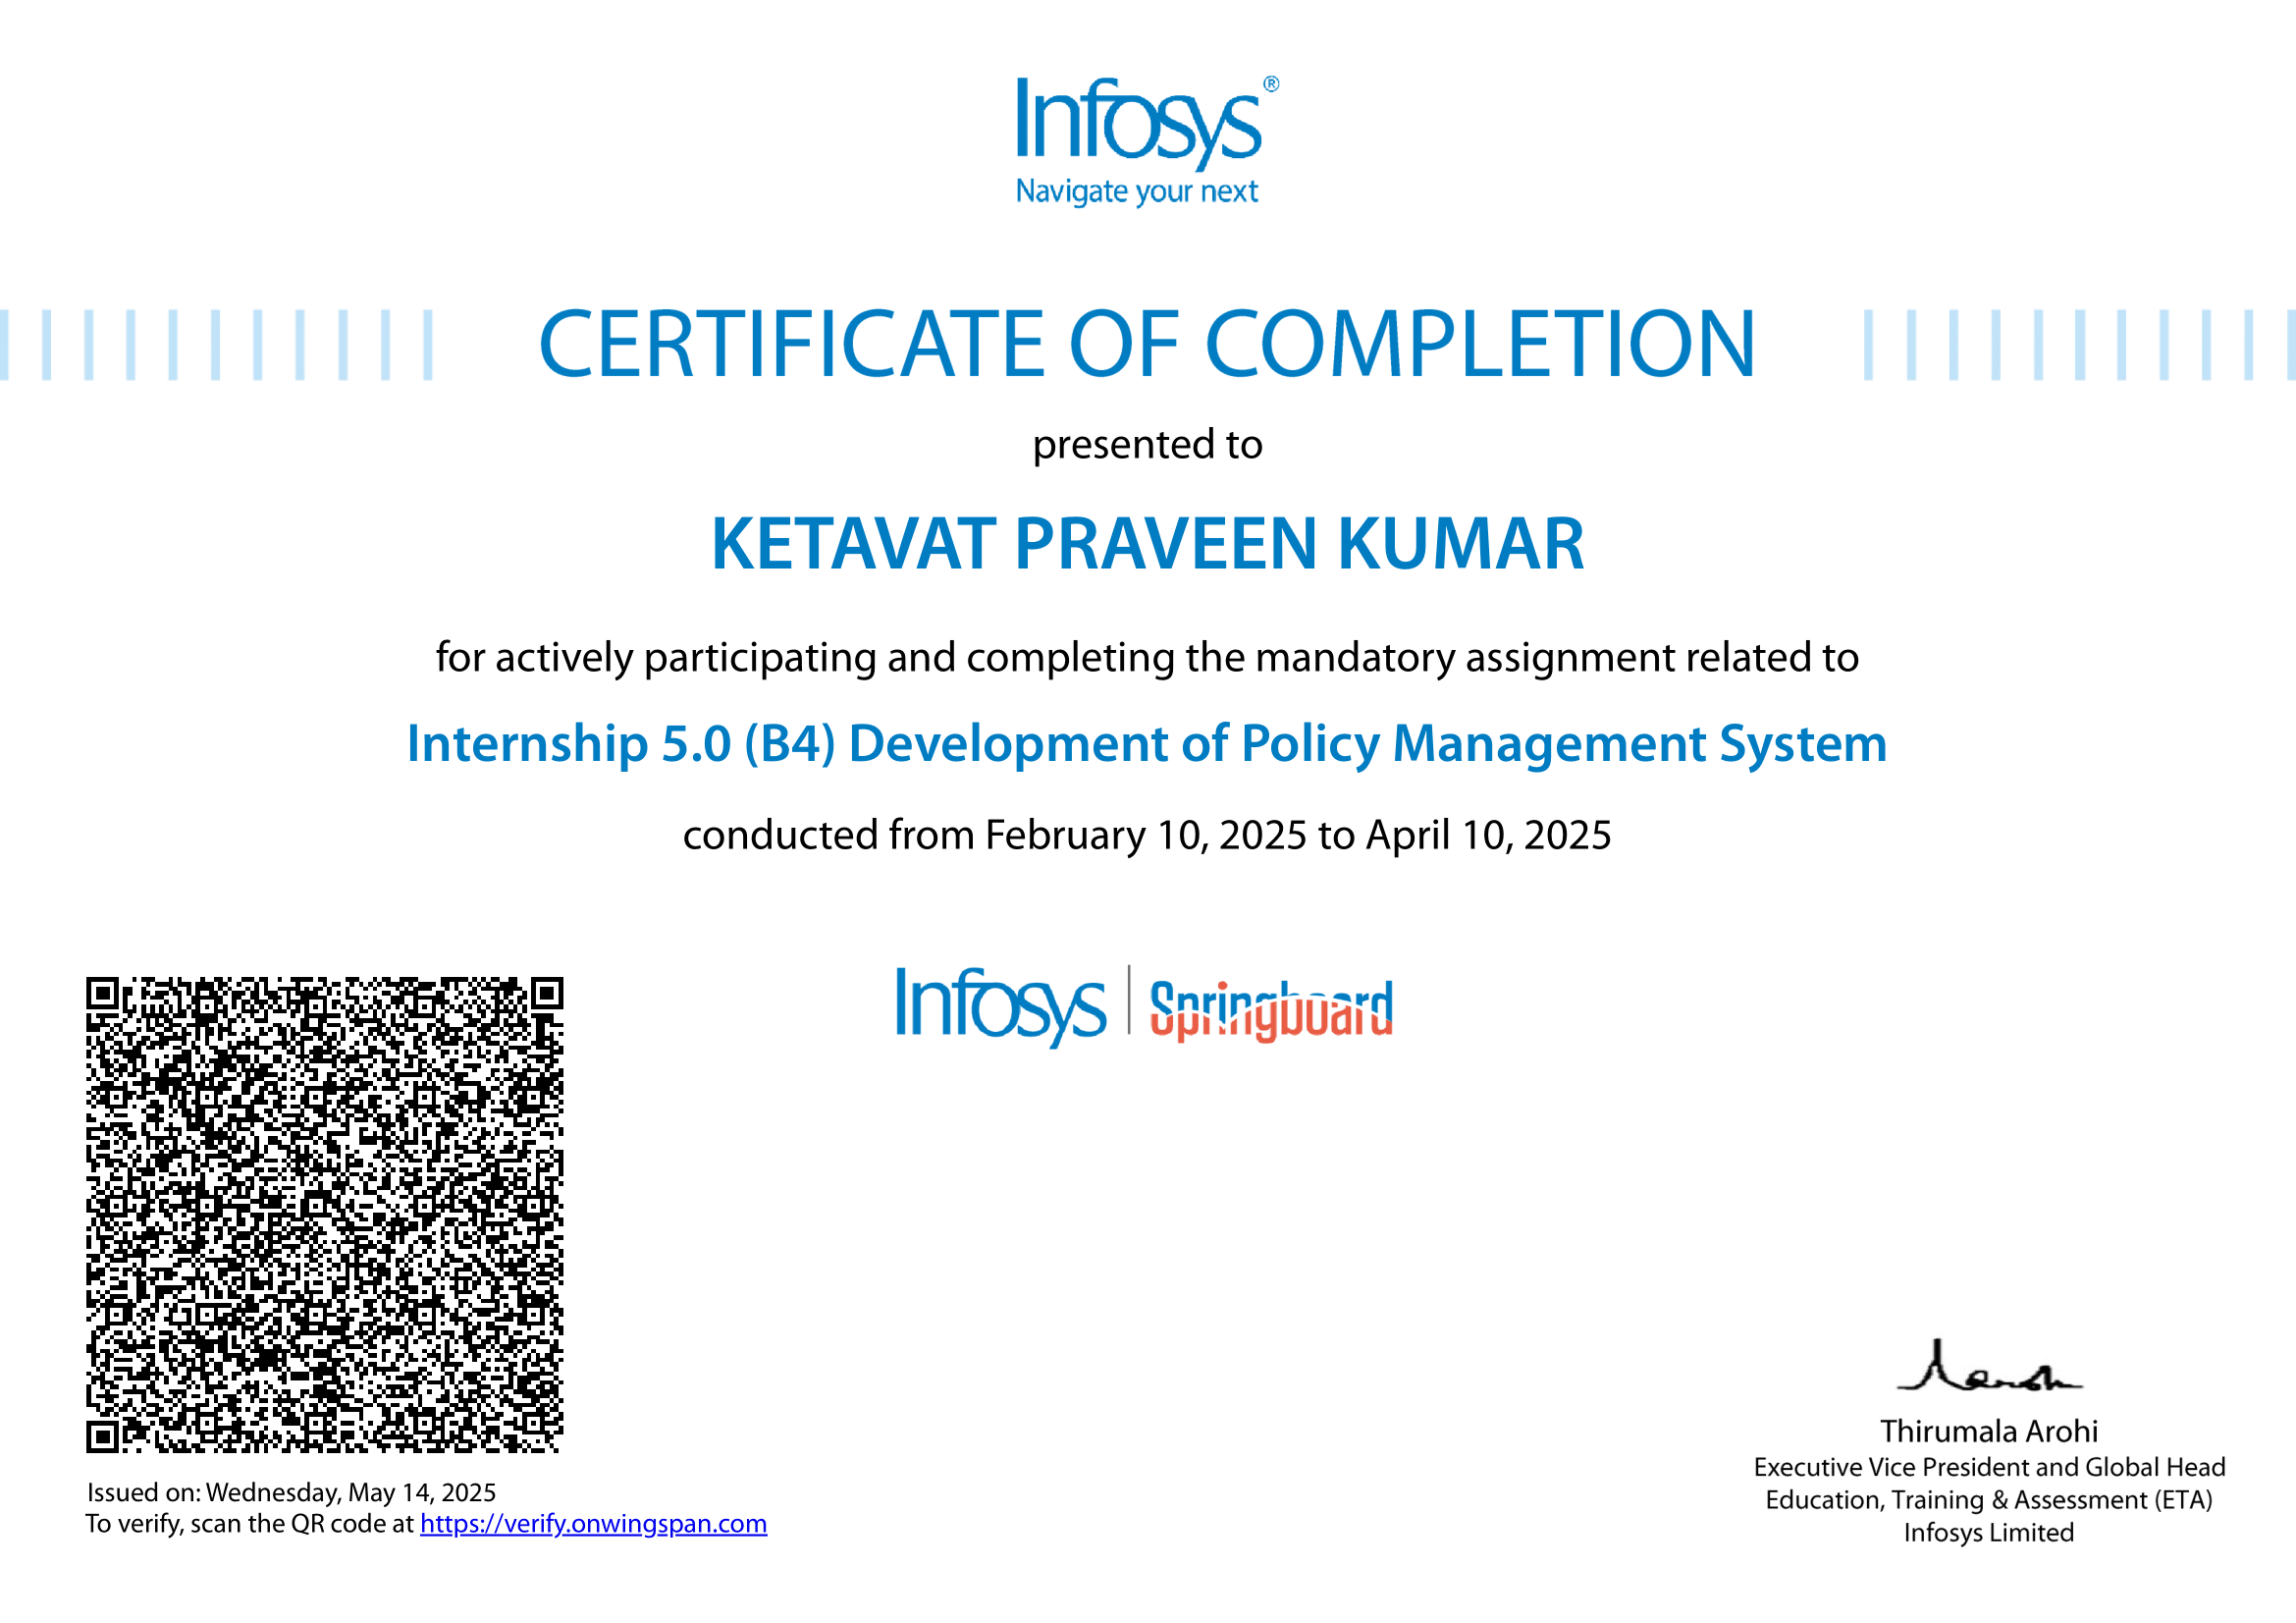 Infosys®
Navigate your next
CERTIFICATE OF COMPLETION
presented to
KETAVAT PRAVEEN KUMAR
for actively participating and completing the mandatory assignment related to
Internship 5.0 (B4) Development of Policy Management System
conducted from February 10, 2025 to April 10, 2025
Infosys | Springboard
Issued on: Wednesday, May 14, 2025
To verify, scan the QR code at https://verify.onwingspan.com
Thirumala Arohi
Executive Vice President and Global Head
Education, Training & Assessment (ETA)
Infosys Limited